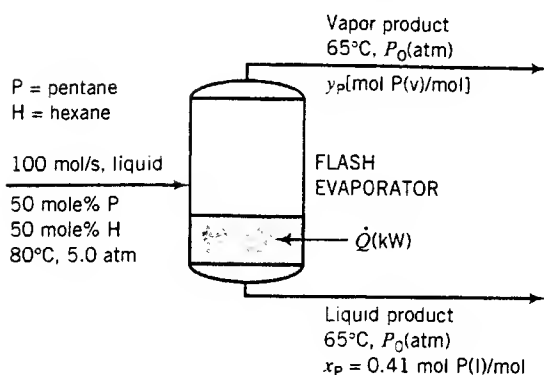 Vapor product
65°C, P₀(atm)
y_P[mol P(v)/mol]
P = pentane
H = hexane
100 mol/s, liquid
50 mole% P
50 mole% H
80°C, 5.0 atm
FLASH
EVAPORATOR
Q̇(kW)
Liquid product
65°C, P₀(atm)
x_P = 0.41 mol P(l)/mol